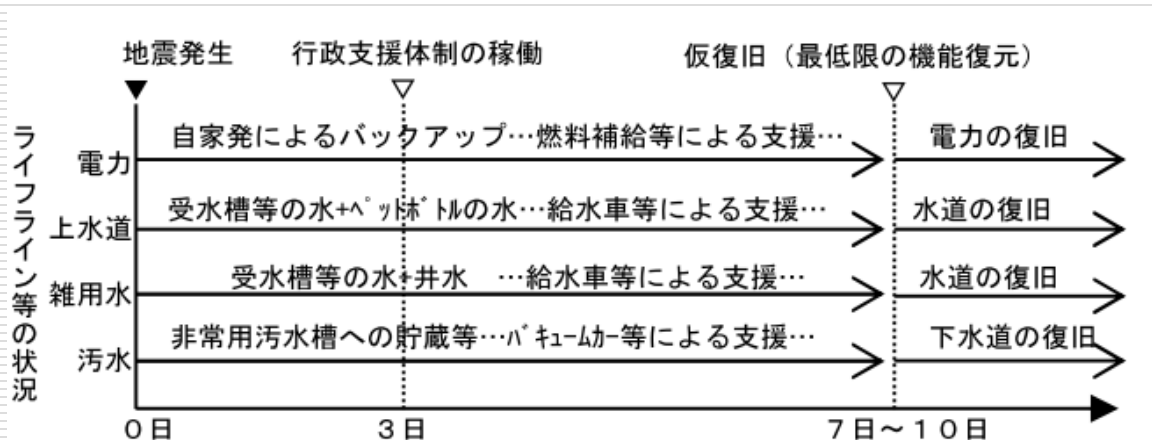 地震発生
行政支援体制の稼働
仮復旧（最低限の機能復元）
ライフライン等の状況
電力
自家発によるバックアップ…燃料補給等による支援…
電力の復旧
上水道
受水槽等の水+ﾍﾟｯﾄﾎﾞﾄﾙの水…給水車等による支援…
水道の復旧
雑用水
受水槽等の水+井水　…給水車等による支援…
水道の復旧
汚水
非常用汚水槽への貯蔵等…ﾊﾞｷｭｰﾑｶｰ等による支援…
下水道の復旧
０日
３日
７日～１０日